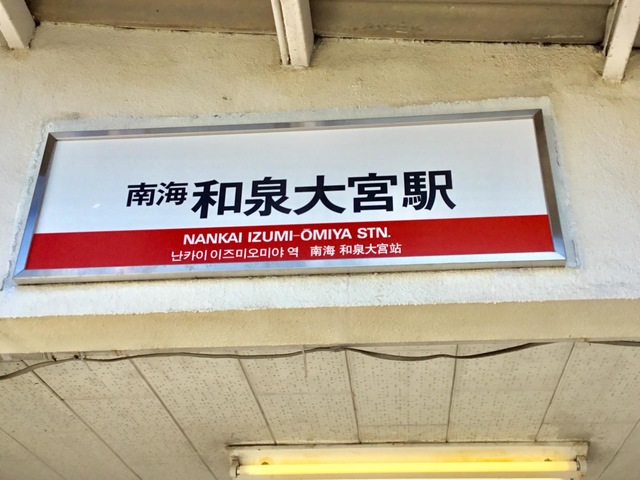 南海 和泉大宮駅
NANKAI IZUMI-ŌMIYA STN.
난카이 이즈미오미야 역 南海 和泉大宮站